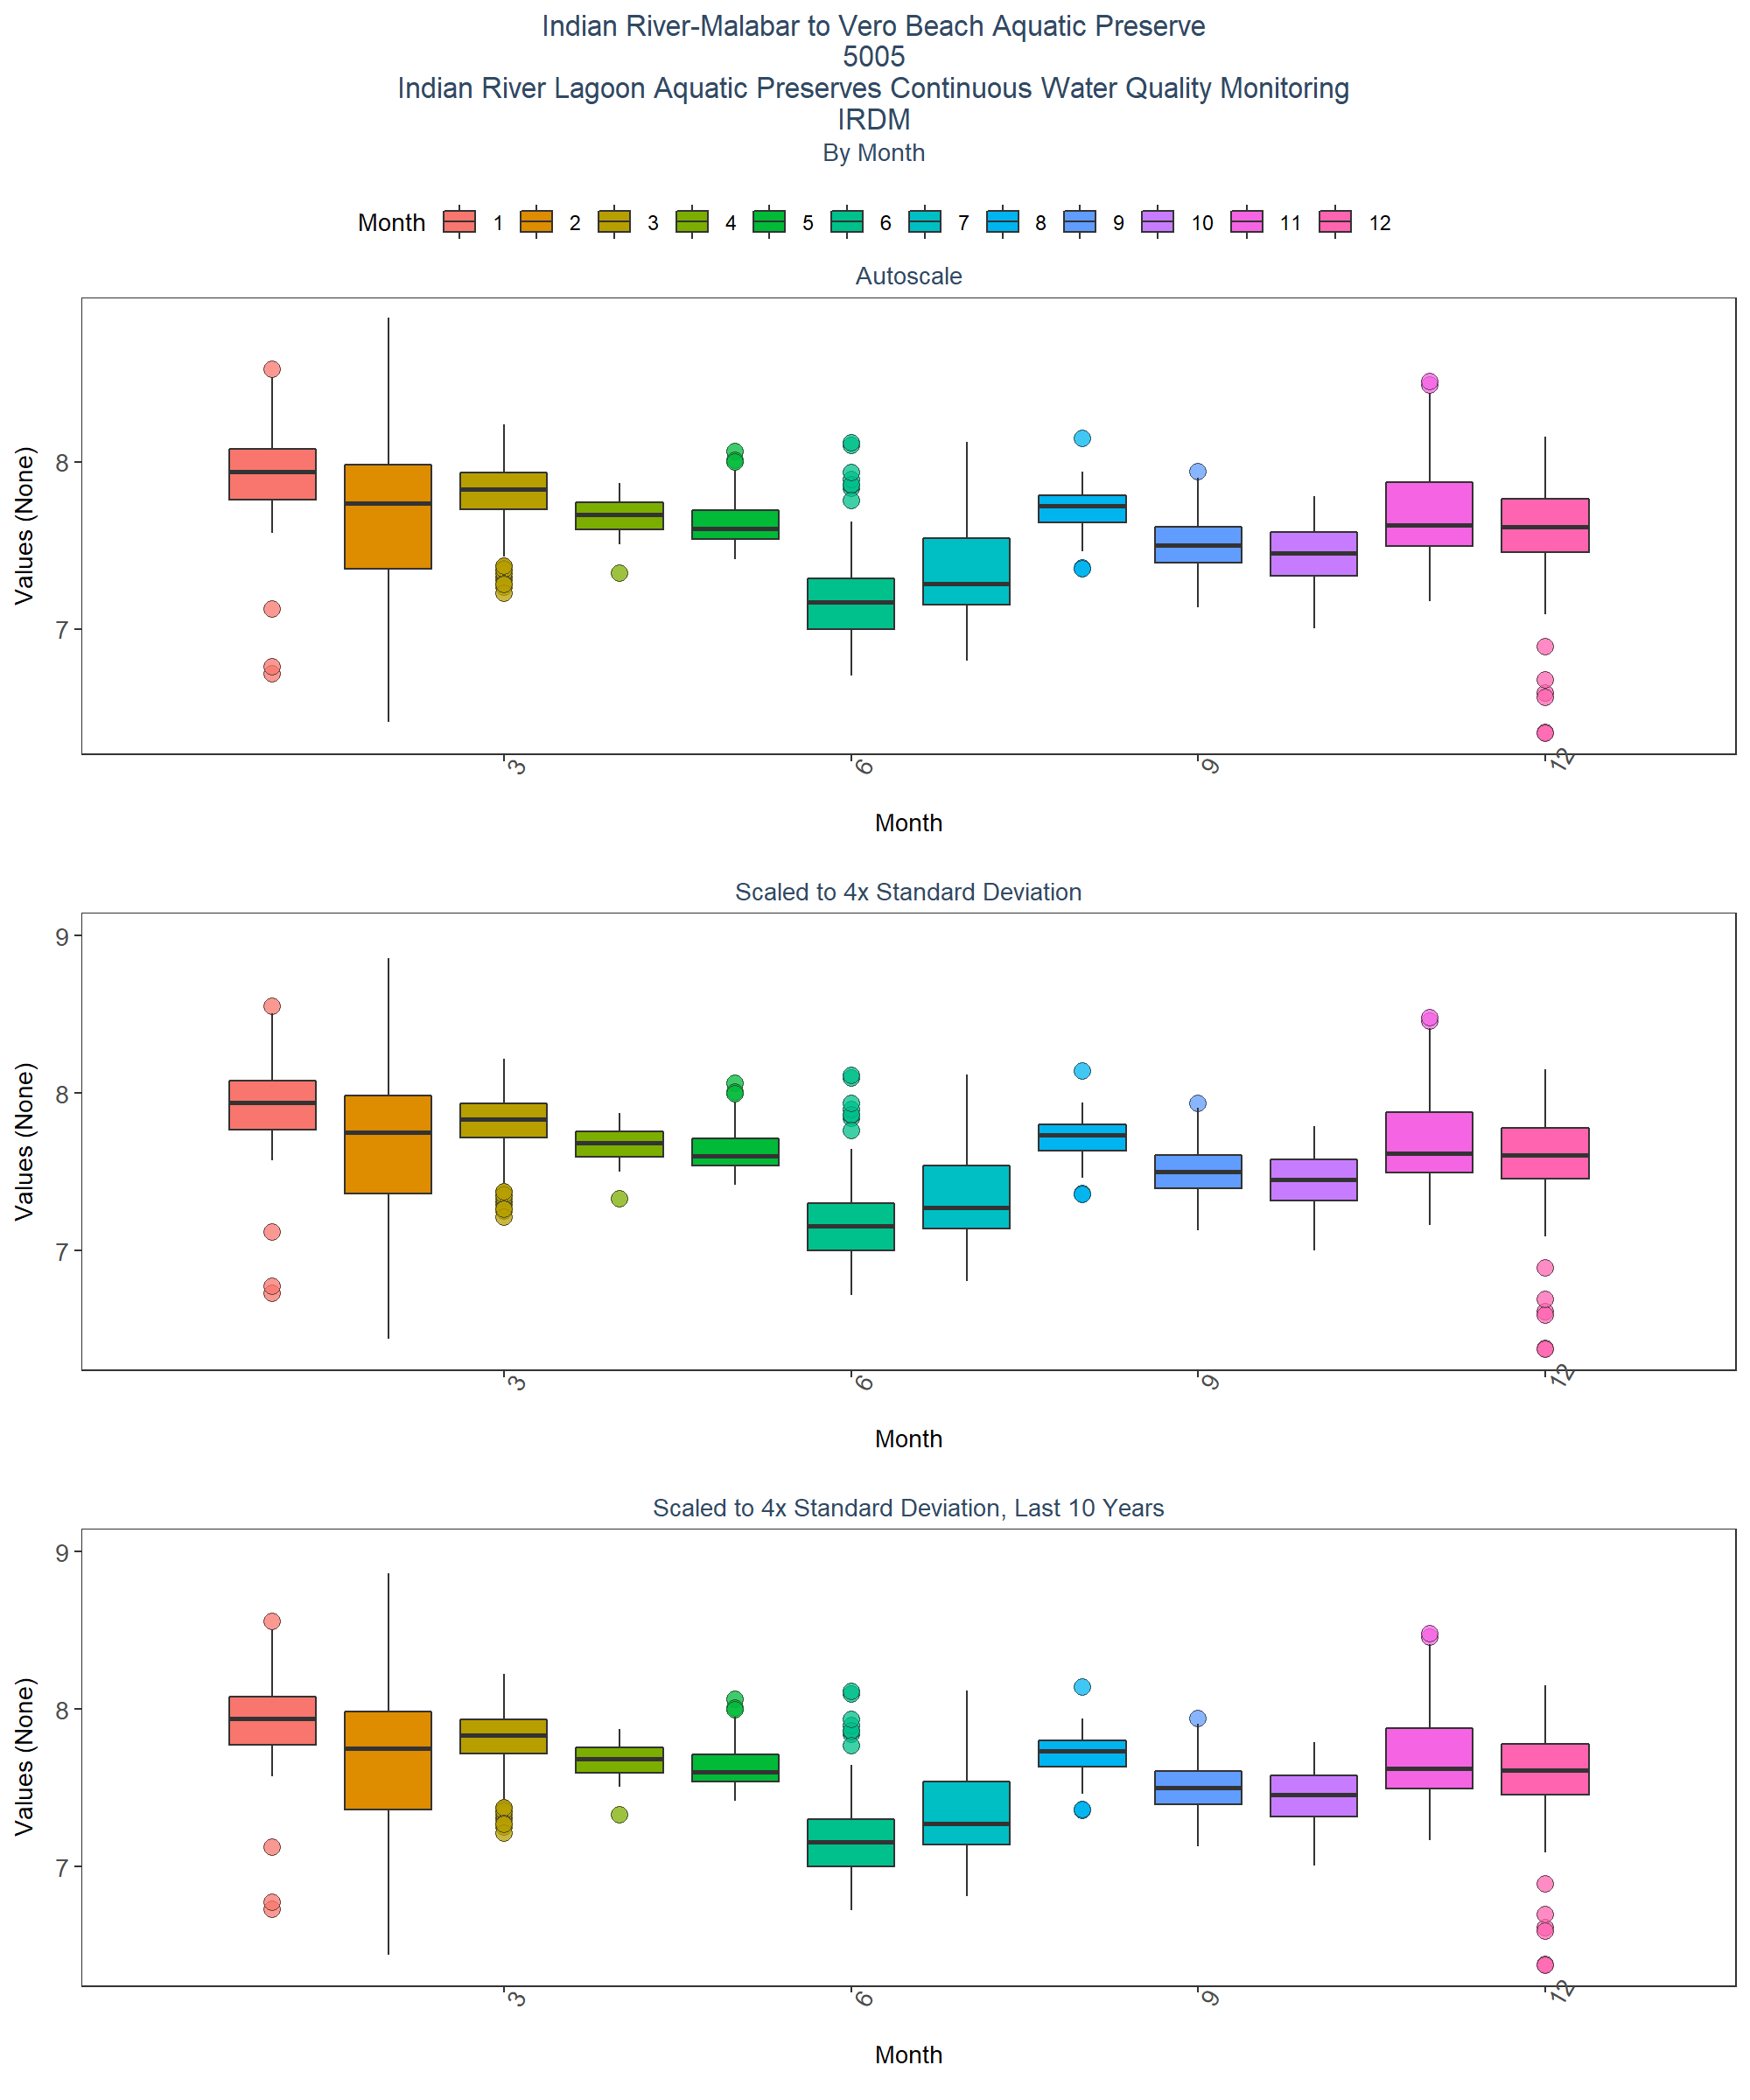 Indian River-Malabar to Vero Beach Aquatic Preserve
5005
Indian River Lagoon Aquatic Preserves Continuous Water Quality Monitoring
IRDM
By Month
Month 1 2 3 4 5 6 7 8 9 10 11 12
Autoscale
Values (None)
8
7
3 6 9 12
Month
Scaled to 4x Standard Deviation
Values (None)
9
8
7
3 6 9 12
Month
Scaled to 4x Standard Deviation, Last 10 Years
Values (None)
9
8
7
3 6 9 12
Month